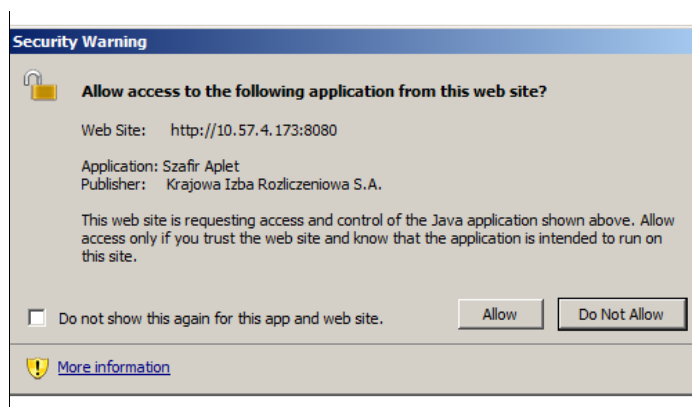 Security Warning
Allow access to the following application from this web site?
Web Site: http://10.57.4.173:8080
Application: Szafir Aplet
Publisher: Krajowa Izba Rozliczeniowa S.A.
This web site is requesting access and control of the Java application shown above. Allow
access only if you trust the web site and know that the application is intended to run on
this site.
Do not show this again for this app and web site.
Allow
Do Not Allow
More information